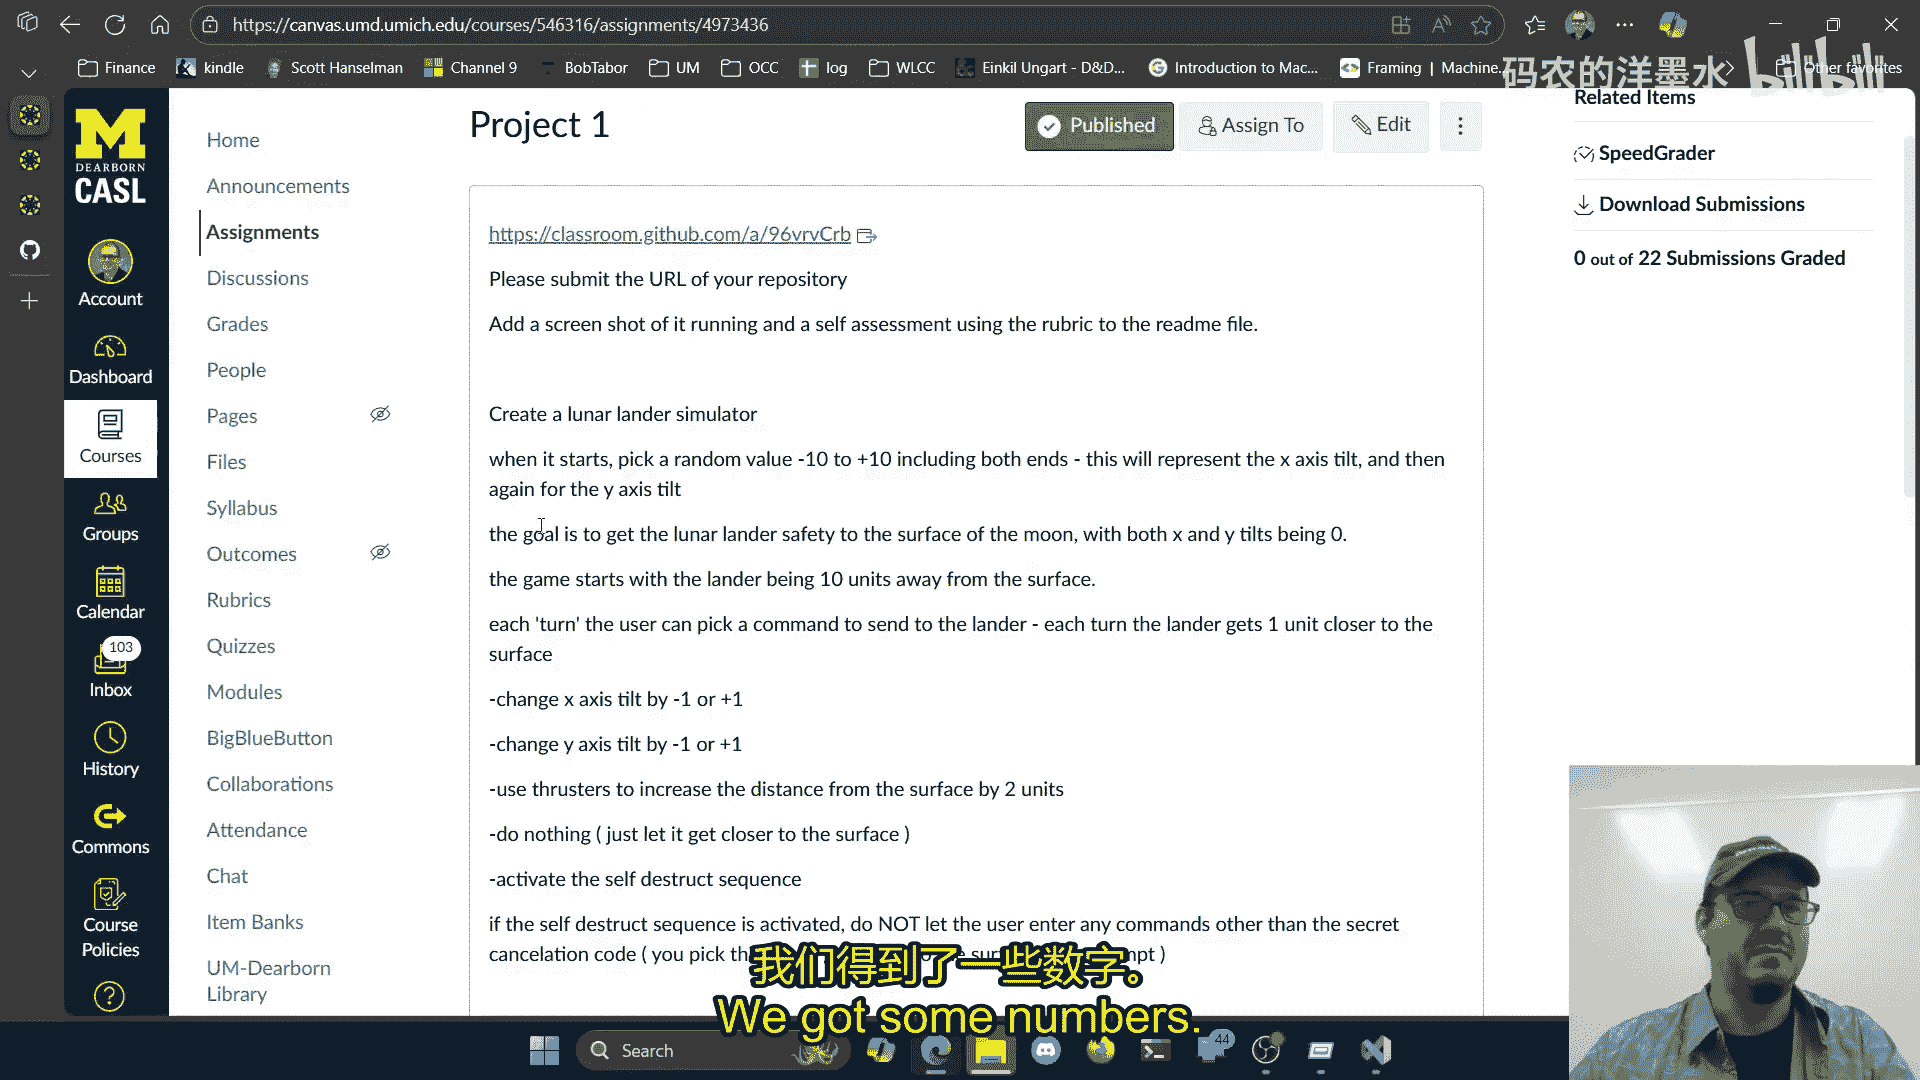 https://canvas.umd.umich.edu/courses/546316/assignments/4973436
Finance
kindle
Scott Hanselman
Channel 9
BobTabor
UM
OCC
log
WLCC
Einkil Ungart - D&D...
Introduction to Mac...
Framing | Machine...
Other favorites
码农的洋墨水
bilibili
M
DEARBORN
CASL
Account
Dashboard
Courses
Groups
Calendar
103
Inbox
History
Commons
Course
Policies
Home
Announcements
Assignments
Discussions
Grades
People
Pages
Files
Syllabus
Outcomes
Rubrics
Quizzes
Modules
BigBlueButton
Collaborations
Attendance
Chat
Item Banks
UM-Dearborn
Library
Project 1
Published
Assign To
Edit
https://classroom.github.com/a/96vrvCrb
Please submit the URL of your repository
Add a screen shot of it running and a self assessment using the rubric to the readme file.
Create a lunar lander simulator
when it starts, pick a random value -10 to +10 including both ends - this will represent the x axis tilt, and then
again for the y axis tilt
the goal is to get the lunar lander safety to the surface of the moon, with both x and y tilts being 0.
the game starts with the lander being 10 units away from the surface.
each 'turn' the user can pick a command to send to the lander - each turn the lander gets 1 unit closer to the
surface
-change x axis tilt by -1 or +1
-change y axis tilt by -1 or +1
-use thrusters to increase the distance from the surface by 2 units
-do nothing ( just let it get closer to the surface )
-activate the self destruct sequence
if the self destruct sequence is activated, do NOT let the user enter any commands other than the secret
cancelation code ( you pick th
Related Items
SpeedGrader
Download Submissions
0 out of 22 Submissions Graded
我们得到了一些数字。
We got some numbers.
Search
44